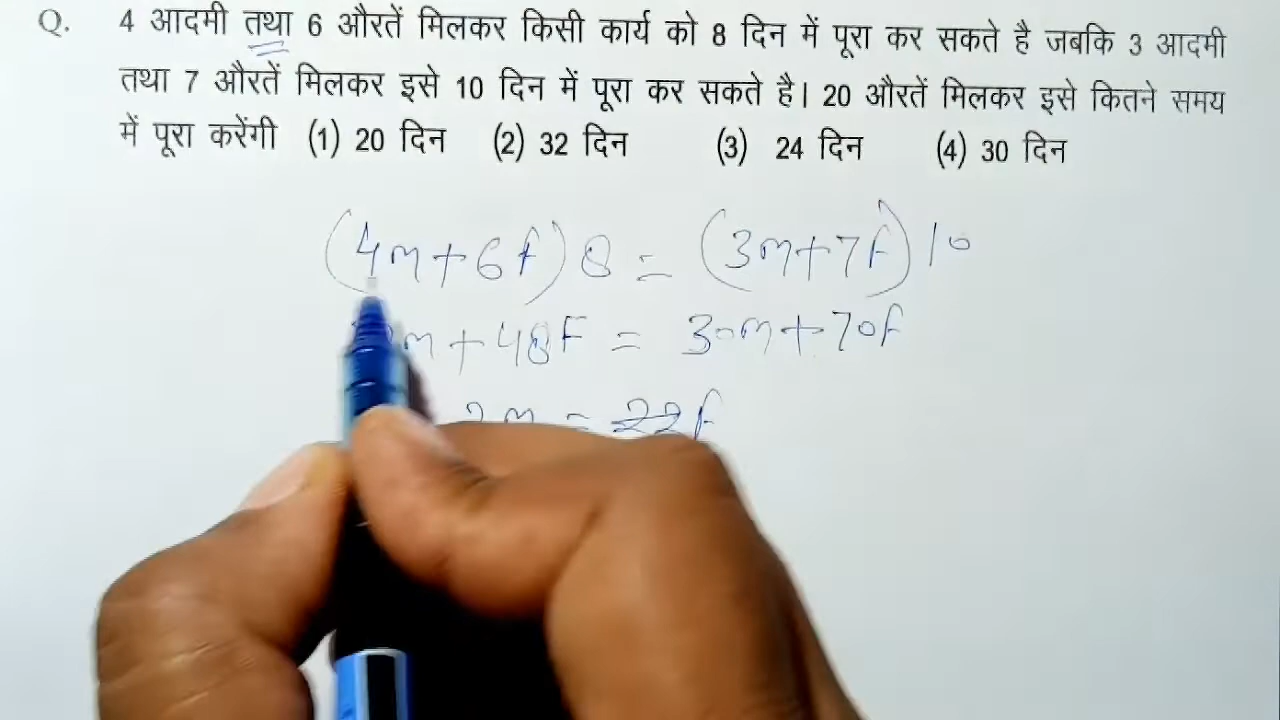 Q. 4 आदमी तथा 6 औरतें मिलकर किसी कार्य को 8 दिन में पूरा कर सकते है जबकि 3 आदमी
तथा 7 औरतें मिलकर इसे 10 दिन में पूरा कर सकते है। 20 औरतें मिलकर इसे कितने समय
में पूरा करेंगी (1) 20 दिन (2) 32 दिन (3) 24 दिन (4) 30 दिन
(4m+6f) 8 = (3m+7f) 10
m + 48F = 30m + 70F
2m = 22f